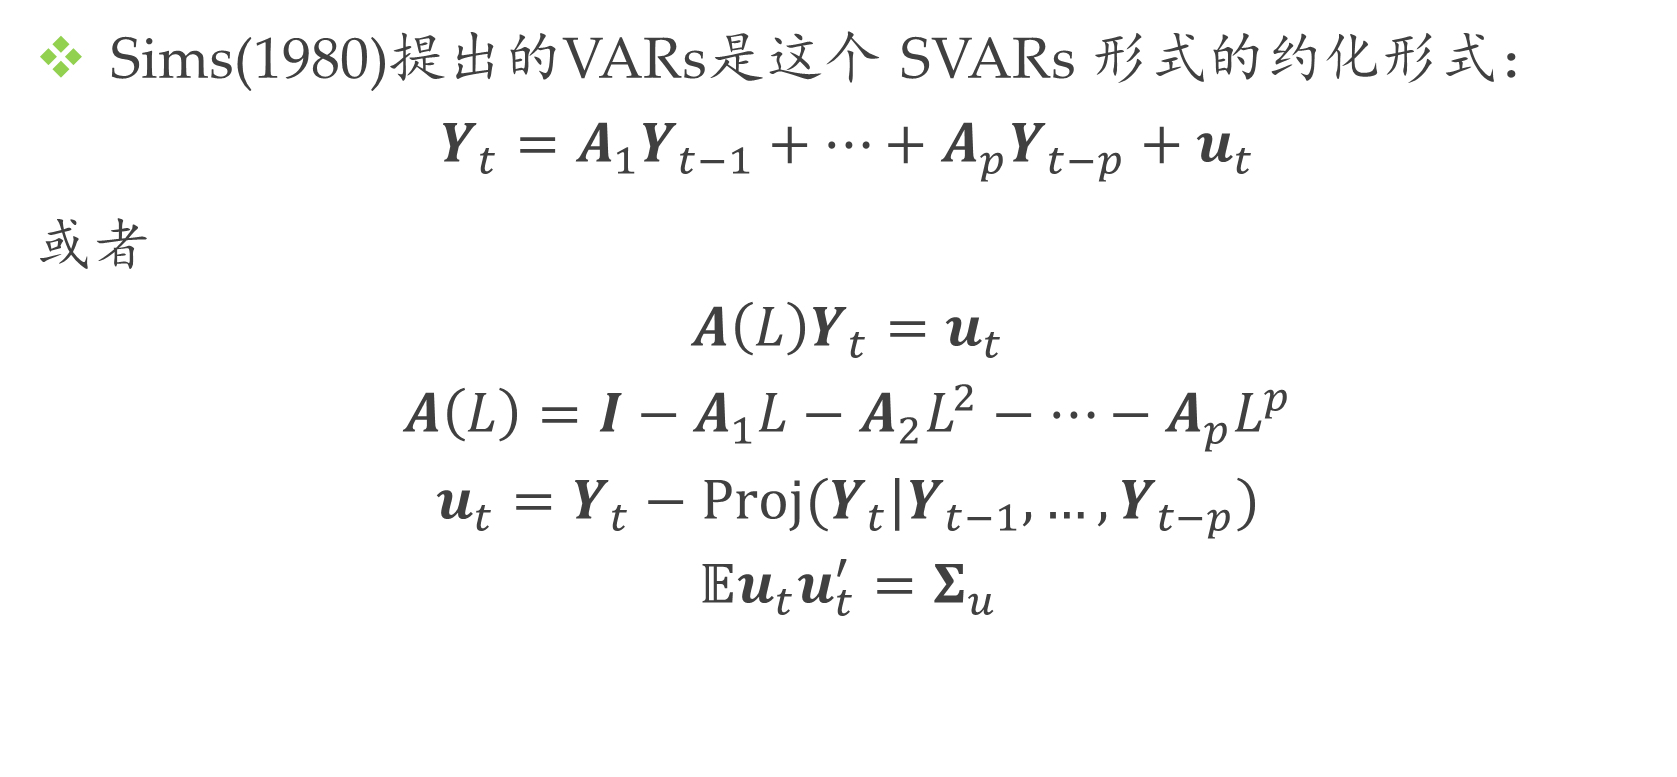 ❖ Sims(1980)提出的VARs是这个 SVARs 形式的约化形式：
𝒀ₜ = 𝑨₁𝒀ₜ₋₁ + ⋯ + 𝑨ₚ𝒀ₜ₋ₚ + 𝒖ₜ
或者
𝑨(𝐿)𝒀ₜ = 𝒖ₜ
𝑨(𝐿) = 𝑰 − 𝑨₁𝐿 − 𝑨₂𝐿² − ⋯ − 𝑨ₚ𝐿ᵖ
𝒖ₜ = 𝒀ₜ − Proj(𝒀ₜ|𝒀ₜ₋₁, … , 𝒀ₜ₋ₚ)
𝔼𝒖ₜ𝒖ₜ′ = 𝚺ᵤ